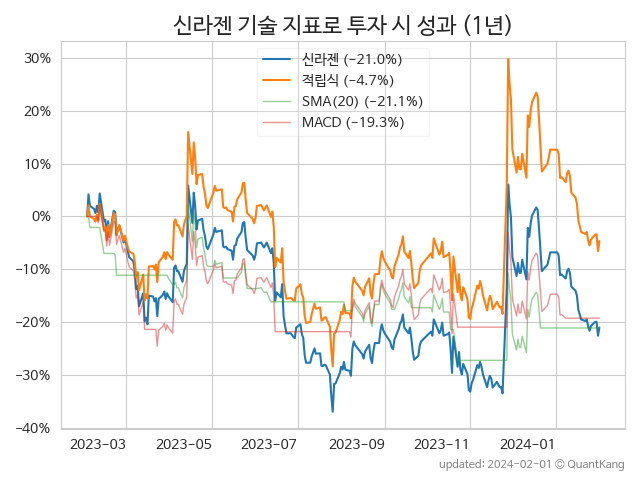 신라젠 기술 지표로 투자 시 성과 (1년)
신라젠 (-21.0%)
적립식 (-4.7%)
SMA(20) (-21.1%)
MACD (-19.3%)
30%
20%
10%
0%
-10%
-20%
-30%
-40%
2023-03 2023-05 2023-07 2023-09 2023-11 2024-01
updated: 2024-02-01 © QuantKang